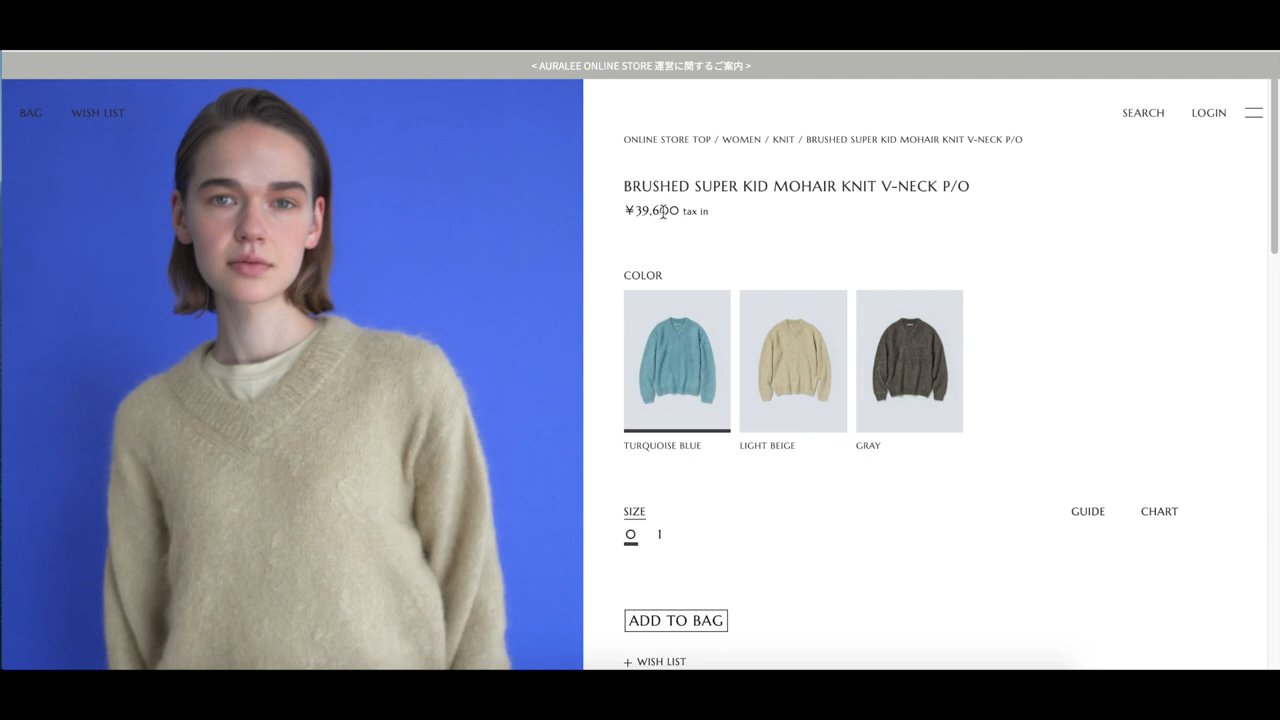 < AURALEE ONLINE STORE 運営に関するご案内 >
BAG WISH LIST SEARCH LOGIN
ONLINE STORE TOP / WOMEN / KNIT / BRUSHED SUPER KID MOHAIR KNIT V-NECK P/O
BRUSHED SUPER KID MOHAIR KNIT V-NECK P/O
¥39,600 tax in
COLOR
TURQUOISE BLUE LIGHT BEIGE GRAY
SIZE GUIDE CHART
0 1
ADD TO BAG
+ WISH LIST